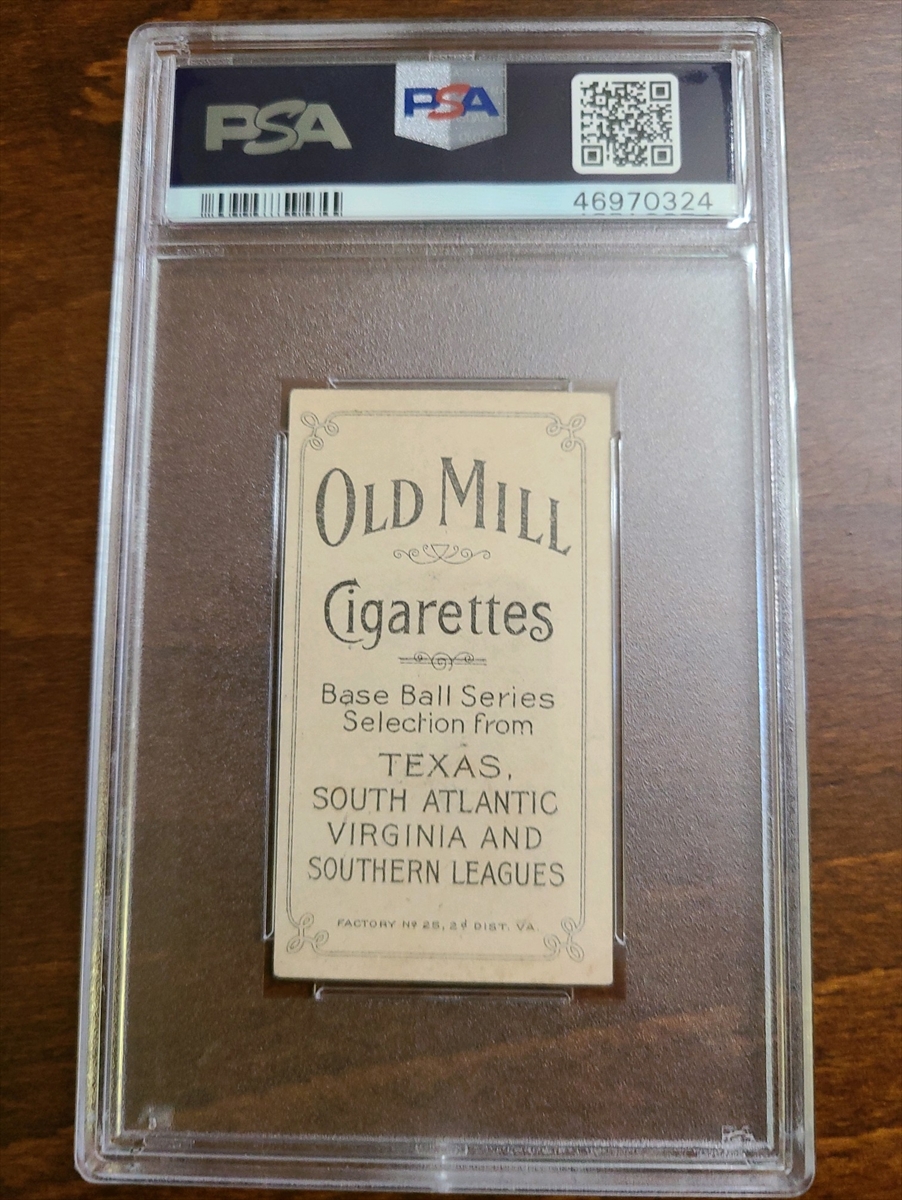 PSA
PSA
46970324
OLD MILL
Cigarettes
Base Ball Series
Selection from
TEXAS,
SOUTH ATLANTIC
VIRGINIA AND
SOUTHERN LEAGUES
FACTORY Nº 25, 2d DIST. VA.
PSA